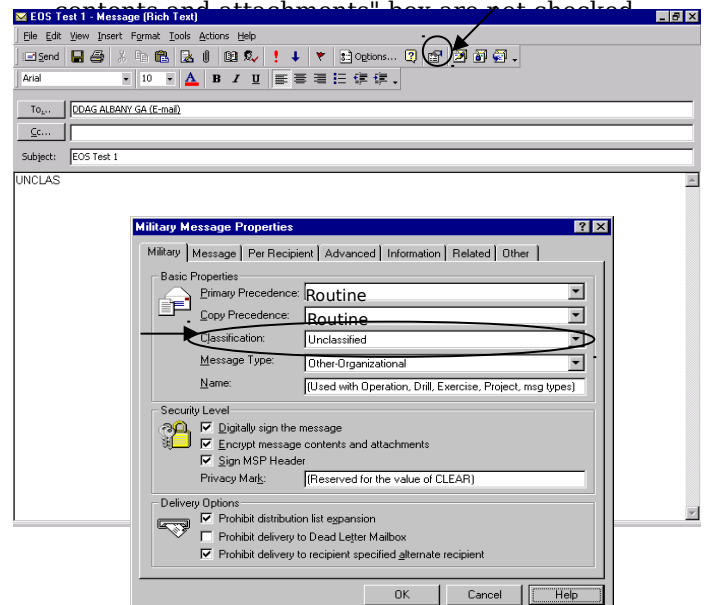 contents and attachments" box are not checked
EOS Test 1 - Message (Rich Text)
File Edit View Insert Format Tools Actions Help
Send Options...
Arial 10 A B I U
To... DDAG ALBANY GA (E-mail)
Cc...
Subject: EOS Test 1
UNCLAS
Military Message Properties
Military Message Per Recipient Advanced Information Related Other
Basic Properties
Primary Precedence: Routine
Copy Precedence: Routine
Classification: Unclassified
Message Type: Other-Organizational
Name: (Used with Operation, Drill, Exercise, Project, msg types)
Security Level
Digitally sign the message
Encrypt message contents and attachments
Sign MSP Header
Privacy Mark: (Reserved for the value of CLEAR)
Delivery Options
Prohibit distribution list expansion
Prohibit delivery to Dead Letter Mailbox
Prohibit delivery to recipient specified alternate recipient
OK Cancel Help